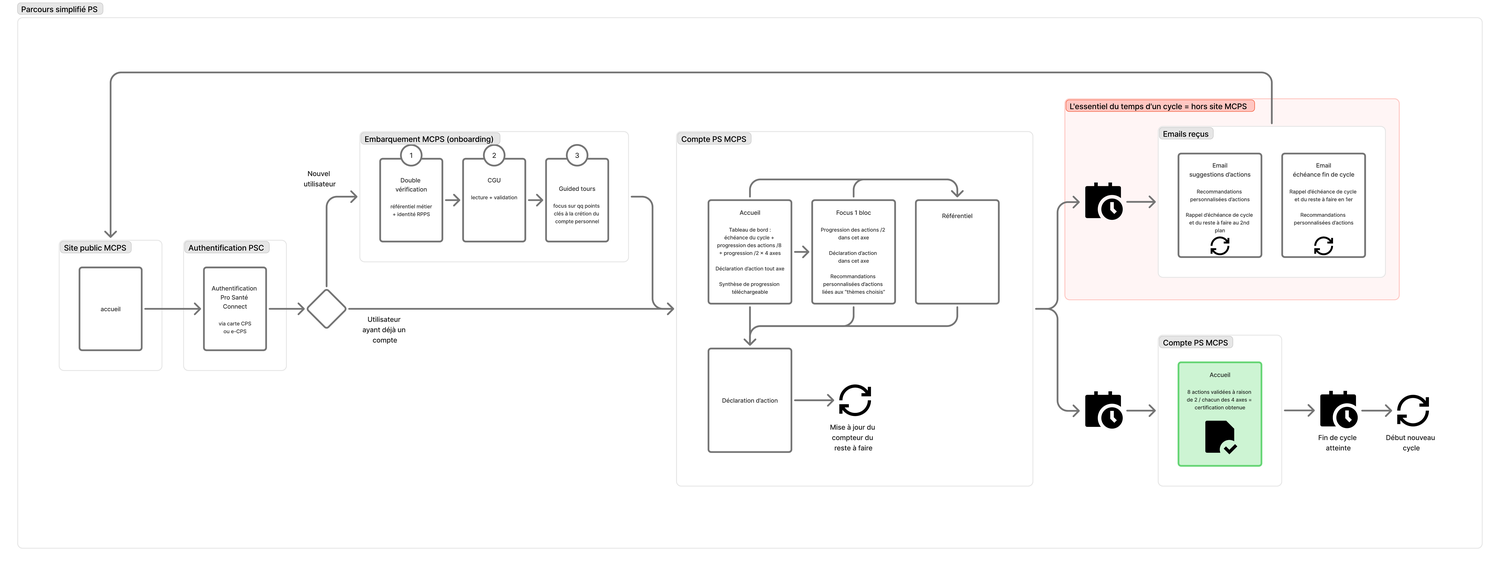 Parcours simplifié PS
L'essentiel du temps d'un cycle = hors site MCPS
Emails reçus
Email
suggestions d'actions
Recommandations
personnalisées d'actions
Rappel d'échéance de cycle
et du reste à faire au 2nd
plan
Email
échéance fin de cycle
Rappel d'échéance de cycle
et du reste à faire en 1er
Recommandations
personnalisées d'actions
Embarquement MCPS (onboarding)
1
Double
vérification
référentiel métier
+ identité RPPS
2
CGU
lecture + validation
3
Guided tours
focus sur qq points
clés à la crétion du
compte personnel
Nouvel
utilisateur
Site public MCPS
accueil
Authentification PSC
Authentification
Pro Santé
Connect
via carte CPS
ou e-CPS
Utilisateur
ayant déjà un
compte
Compte PS MCPS
Accueil
Tableau de bord :
échéance du cycle +
progression des actions /8
+ progression /2 * 4 axes
Déclaration d'action tout axe
Synthèse de progression
téléchargeable
Focus 1 bloc
Progression des actions /2
dans cet axe
Déclaration d'action
dans cet axe
Recommandations
personnalisées d'actions
liées aux "thèmes choisis"
Référentiel
Déclaration d'action
Mise à jour du
compteur du
reste à faire
Compte PS MCPS
Accueil
8 actions validées à raison
de 2 / chacun des 4 axes =
certification obtenue
Fin de cycle
atteinte
Début nouveau
cycle